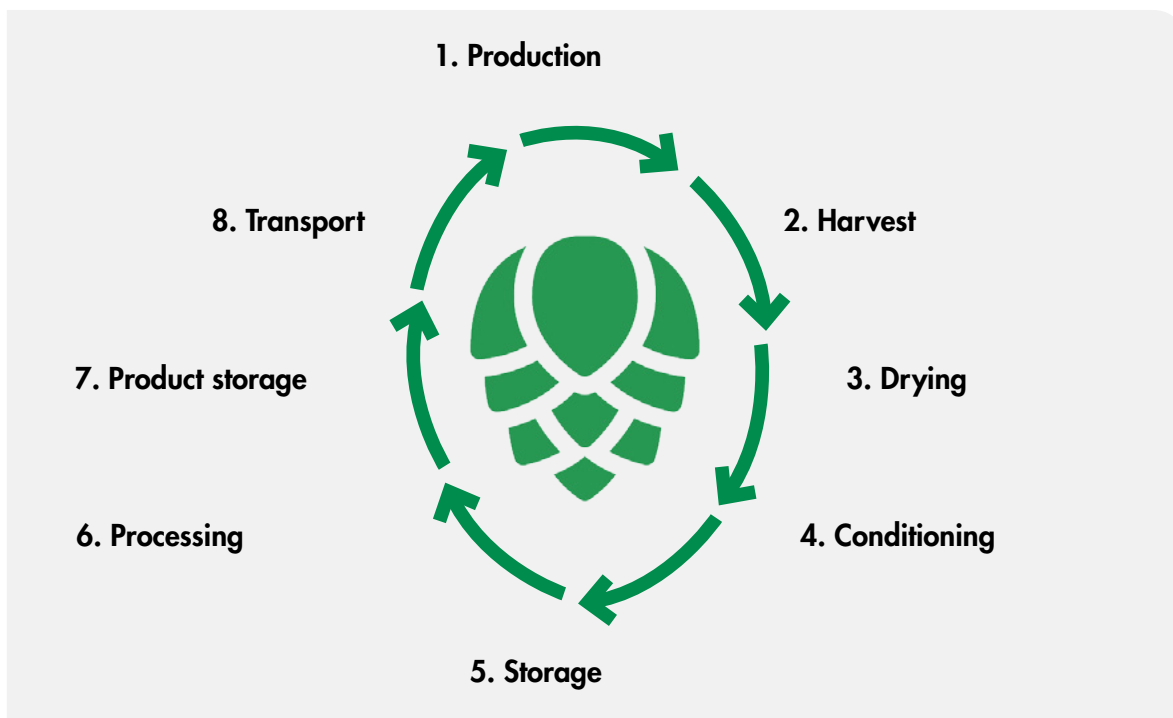 1. Production
2. Harvest
3. Drying
4. Conditioning
5. Storage
6. Processing
7. Product storage
8. Transport